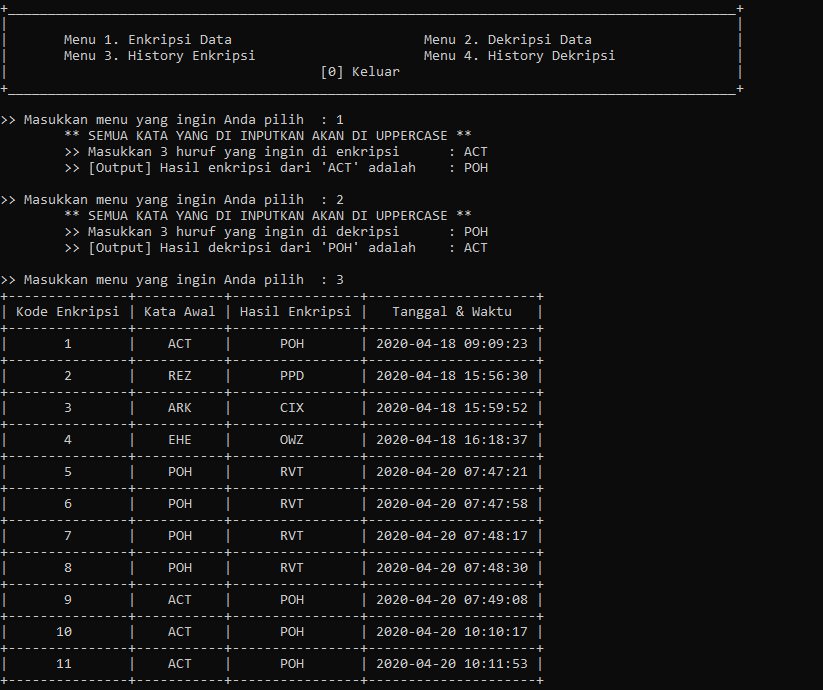 Menu 1. Enkripsi Data Menu 2. Dekripsi Data
Menu 3. History Enkripsi Menu 4. History Dekripsi
[0] Keluar
>> Masukkan menu yang ingin Anda pilih : 1
** SEMUA KATA YANG DI INPUTKAN AKAN DI UPPERCASE **
>> Masukkan 3 huruf yang ingin di enkripsi : ACT
>> [Output] Hasil enkripsi dari 'ACT' adalah : POH
>> Masukkan menu yang ingin Anda pilih : 2
** SEMUA KATA YANG DI INPUTKAN AKAN DI UPPERCASE **
>> Masukkan 3 huruf yang ingin di dekripsi : POH
>> [Output] Hasil dekripsi dari 'POH' adalah : ACT
>> Masukkan menu yang ingin Anda pilih : 3
| Kode Enkripsi | Kata Awal | Hasil Enkripsi | Tanggal & Waktu |
| 1 | ACT | POH | 2020-04-18 09:09:23 |
| 2 | REZ | PPD | 2020-04-18 15:56:30 |
| 3 | ARK | CIX | 2020-04-18 15:59:52 |
| 4 | EHE | OWZ | 2020-04-18 16:18:37 |
| 5 | POH | RVT | 2020-04-20 07:47:21 |
| 6 | POH | RVT | 2020-04-20 07:47:58 |
| 7 | POH | RVT | 2020-04-20 07:48:17 |
| 8 | POH | RVT | 2020-04-20 07:48:30 |
| 9 | ACT | POH | 2020-04-20 07:49:08 |
| 10 | ACT | POH | 2020-04-20 10:10:17 |
| 11 | ACT | POH | 2020-04-20 10:11:53 |